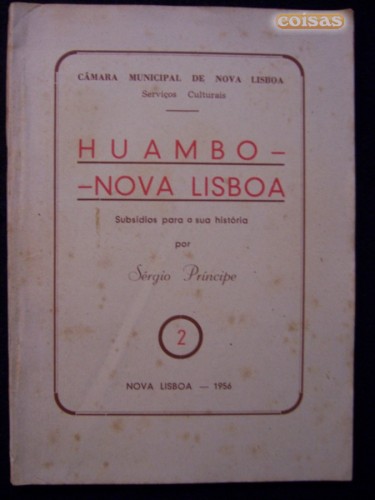 coisas
CÂMARA MUNICIPAL DE NOVA LISBOA
Serviços Culturais
HUAMBO –
–NOVA LISBOA
Subsídios para a sua história
por
Sérgio Príncipe
2
NOVA LISBOA — 1956